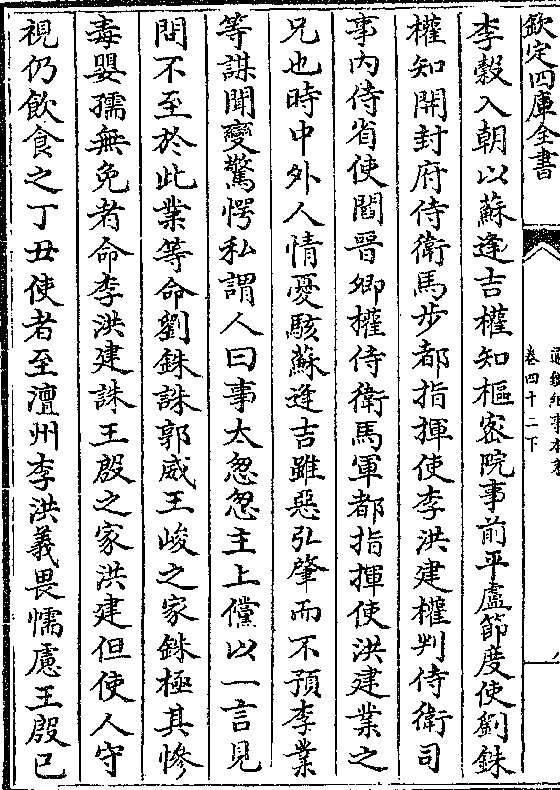 欽定四庫全書
通鑑紀事本末
卷四十二下
李榖入朝以蘇逢吉權知樞密院事前平盧節度使劉銖
權知開封府侍衛馬步都指揮使李洪建權判侍衛司
事內侍省使閻晉卿權侍衛馬軍都指揮使洪建業之
兄也時中外人情憂駭蘇逢吉雖惡弘肇而不預李業
等謀聞變驚愕私謂人曰事太怱怱主上儻以一言見
問不至於此業等命劉銖誅郭威王峻之家銖極其慘
毒嬰孺無免者命李洪建誅王殷之家洪建但使人守
視仍飲食之丁丑使者至澶州李洪義畏懦慮王殷已